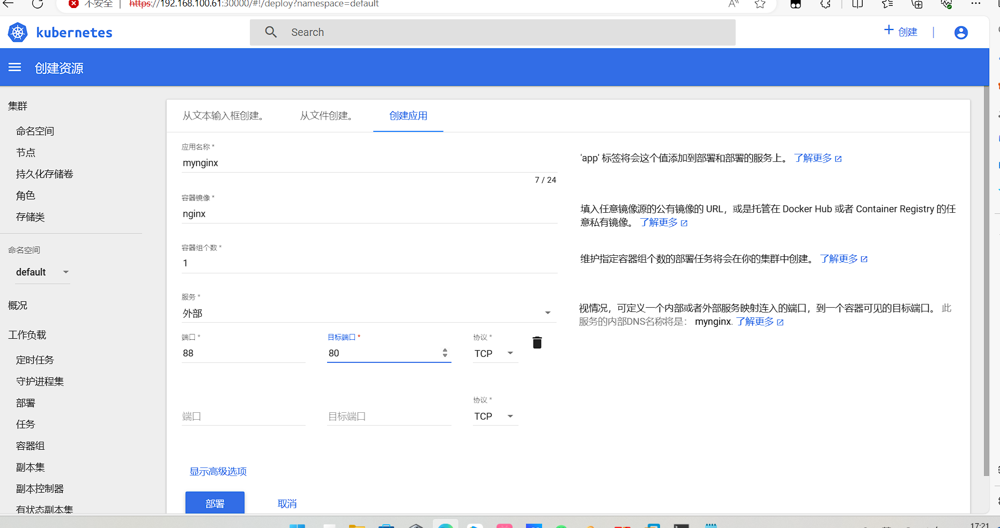 不安全 | https://192.168.100.61:30000/#!/deploy?namespace=default
kubernetes
Search
创建
创建资源
集群
命名空间
节点
持久化存储卷
角色
存储类
命名空间
default
概况
工作负载
定时任务
守护进程集
部署
任务
容器组
副本集
副本控制器
有状态副本集
从文本输入框创建。
从文件创建。
创建应用
应用名称 *
mynginx
7 / 24
'app' 标签将会这个值添加到部署和部署的服务上。 了解更多
容器镜像 *
nginx
填入任意镜像源的公有镜像的 URL，或是托管在 Docker Hub 或者 Container Registry 的任
意私有镜像。 了解更多
容器组个数 *
1
维护指定容器组个数的部署任务将会在你的集群中创建。 了解更多
服务 *
外部
视情况，可定义一个内部或者外部服务映射连入的端口，到一个容器可见的目标端口。 此
服务的内部DNS名称将是： mynginx. 了解更多
端口 *
88
目标端口 *
80
协议 *
TCP
端口
目标端口
协议 *
TCP
显示高级选项
部署
取消
17:21